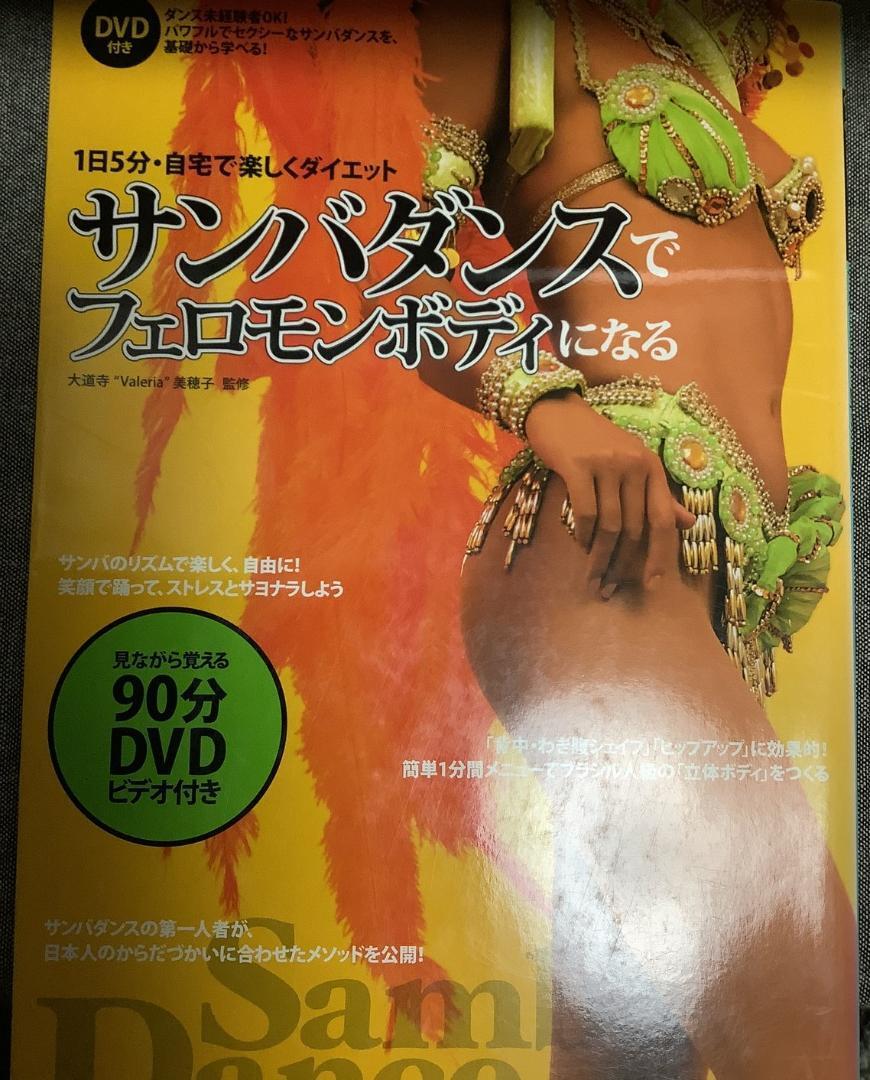 DVD
付き
ダンス未経験者OK!
パワフルでセクシーなサンバダンスを、
基礎から学べる!
1日5分・自宅で楽しくダイエット
サンバダンスで
フェロモンボディになる
大道寺 “Valeria” 美穂子 監修
サンバのリズムで楽しく、自由に!
笑顔で踊って、ストレスとサヨナラしよう
見ながら覚える
90分
DVD
ビデオ付き
「背中・わき腹シェイプ」「ヒップアップ」に効果的!
簡単1分間メニューでブラジル人級の「立体ボディ」をつくる
サンバダンスの第一人者が、
日本人のからだづかいに合わせたメソッドを公開!
Sam
Dance